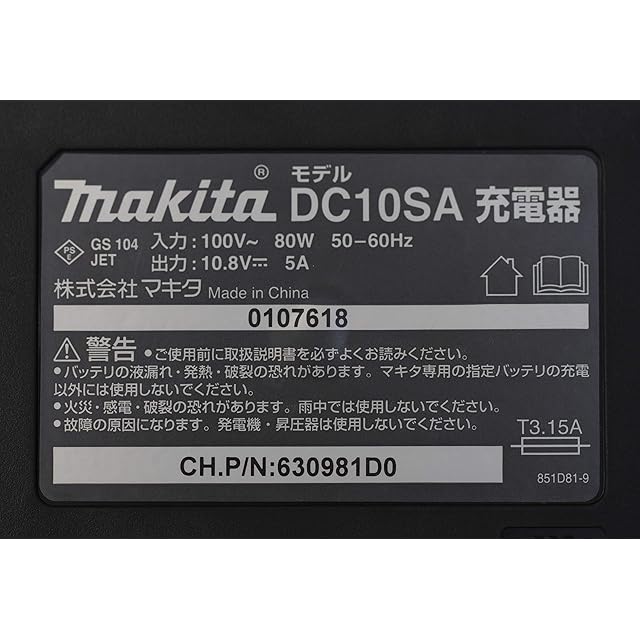 makita® モデル DC10SA 充電器
PS E GS 104 JET 入力:100V~ 80W 50-60Hz
出力:10.8V⎓ 5A
株式会社マキタ Made in China
0107618
⚠警告 ●ご使用前に取扱説明書を必ずよくお読みください。
●バッテリの液漏れ・発熱・破裂の恐れがあります。マキタ専用の指定バッテリの充電
以外には使用しないでください。
●火災・感電・破裂の恐れがあります。雨中では使用しないでください。
●故障の原因になります。発電機・昇圧器は使用しないでください。
T3.15A
CH.P/N:630981D0
851D81-9